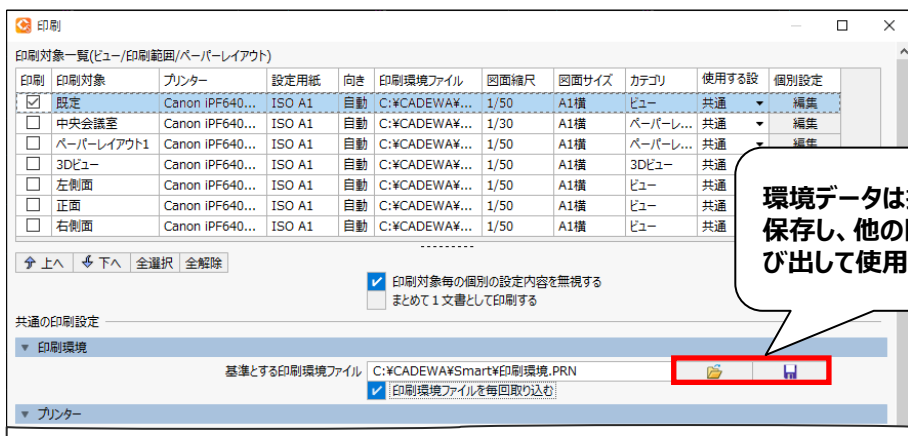 印刷
印刷対象一覧(ビュー/印刷範囲/ペーパーレイアウト)
印刷 印刷対象 プリンター 設定用紙 向き 印刷環境ファイル 図面縮尺 図面サイズ カテゴリ 使用する設 個別設定
既定 Canon iPF640... ISO A1 自動 C:¥CADEWA¥... 1/50 A1横 ビュー 共通 編集
中央会議室 Canon iPF640... ISO A1 自動 C:¥CADEWA¥... 1/30 A1横 ペーパーレ... 共通 編集
ペーパーレイアウト1 Canon iPF640... ISO A1 自動 C:¥CADEWA¥... 1/50 A1横 ペーパーレ... 共通 編集
3Dビュー Canon iPF640... ISO A1 自動 C:¥CADEWA¥... 1/50 A1横 3Dビュー 共通
左側面 Canon iPF640... ISO A1 自動 C:¥CADEWA¥... 1/50 A1横 ビュー 共通
正面 Canon iPF640... ISO A1 自動 C:¥CADEWA¥... 1/50 A1横 ビュー 共通
右側面 Canon iPF640... ISO A1 自動 C:¥CADEWA¥... 1/50 A1横 ビュー 共通
環境データは
保存し、他の
び出して使用
上へ 下へ 全選択 全解除
印刷対象毎の個別の設定内容を無視する
まとめて1文書として印刷する
共通の印刷設定
印刷環境
基準とする印刷環境ファイル C:¥CADEWA¥Smart¥印刷環境.PRN
印刷環境ファイルを毎回取り込む
プリンター